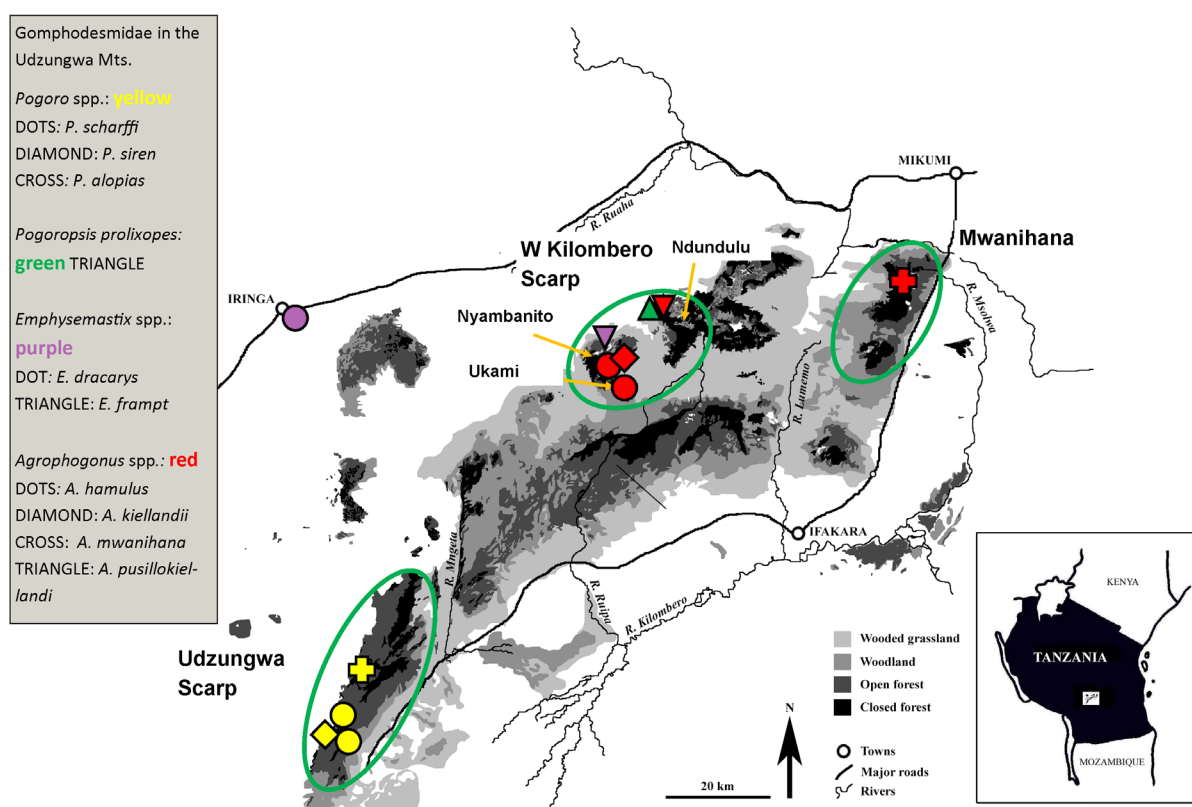 Gomphodesmidae in the
Udzungwa Mts.
Pogoro spp.: yellow
DOTS: P. scharffi
DIAMOND: P. siren
CROSS: P. alopias
Pogoropsis prolixopes:
green TRIANGLE
Emphysemastix spp.:
purple
DOT: E. dracarys
TRIANGLE: E. frampt
Agrophogonus spp.: red
DOTS: A. hamulus
DIAMOND: A. kiellandii
CROSS: A. mwanihana
TRIANGLE: A. pusillokiel-
landi
MIKUMI
R. Ruaha
W Kilombero
Scarp
Ndundulu
Mwanihana
IRINGA
Nyambanito
Ukami
R. Msolwa
R. Lumemo
IFAKARA
R. Mngeta
R. Ruipa
R. Kilombero
Udzungwa
Scarp
Wooded grassland
Woodland
Open forest
Closed forest
N
Towns
Major roads
Rivers
20 km
KENYA
TANZANIA
MOZAMBIQUE